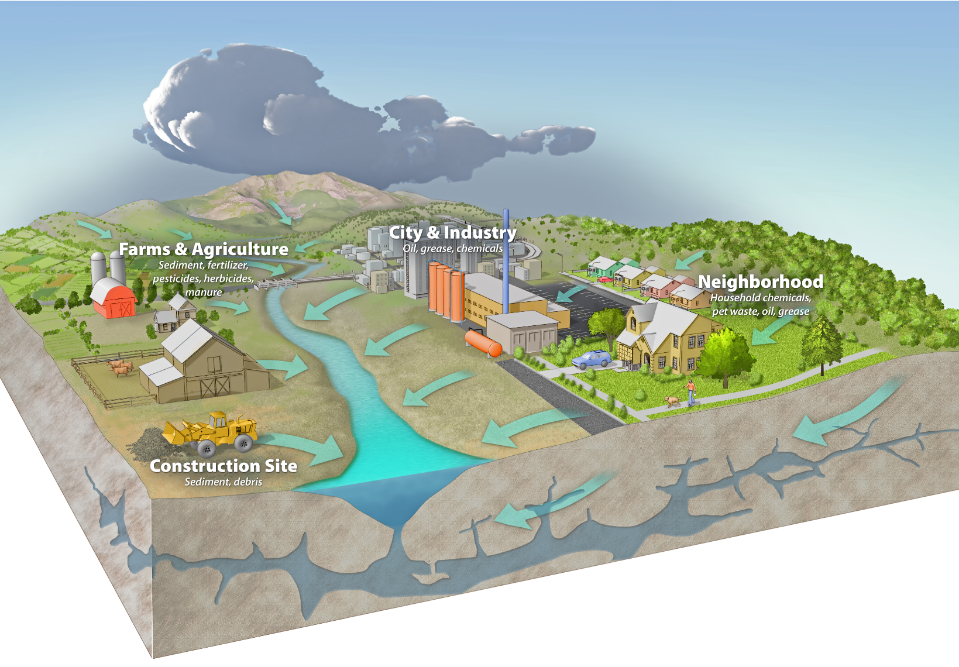 City & Industry
Oil, grease, chemicals
Farms & Agriculture
Sediment, fertilizer,
pesticides, herbicides,
manure
Neighborhood
Household chemicals,
pet waste, oil, grease
Construction Site
Sediment, debris